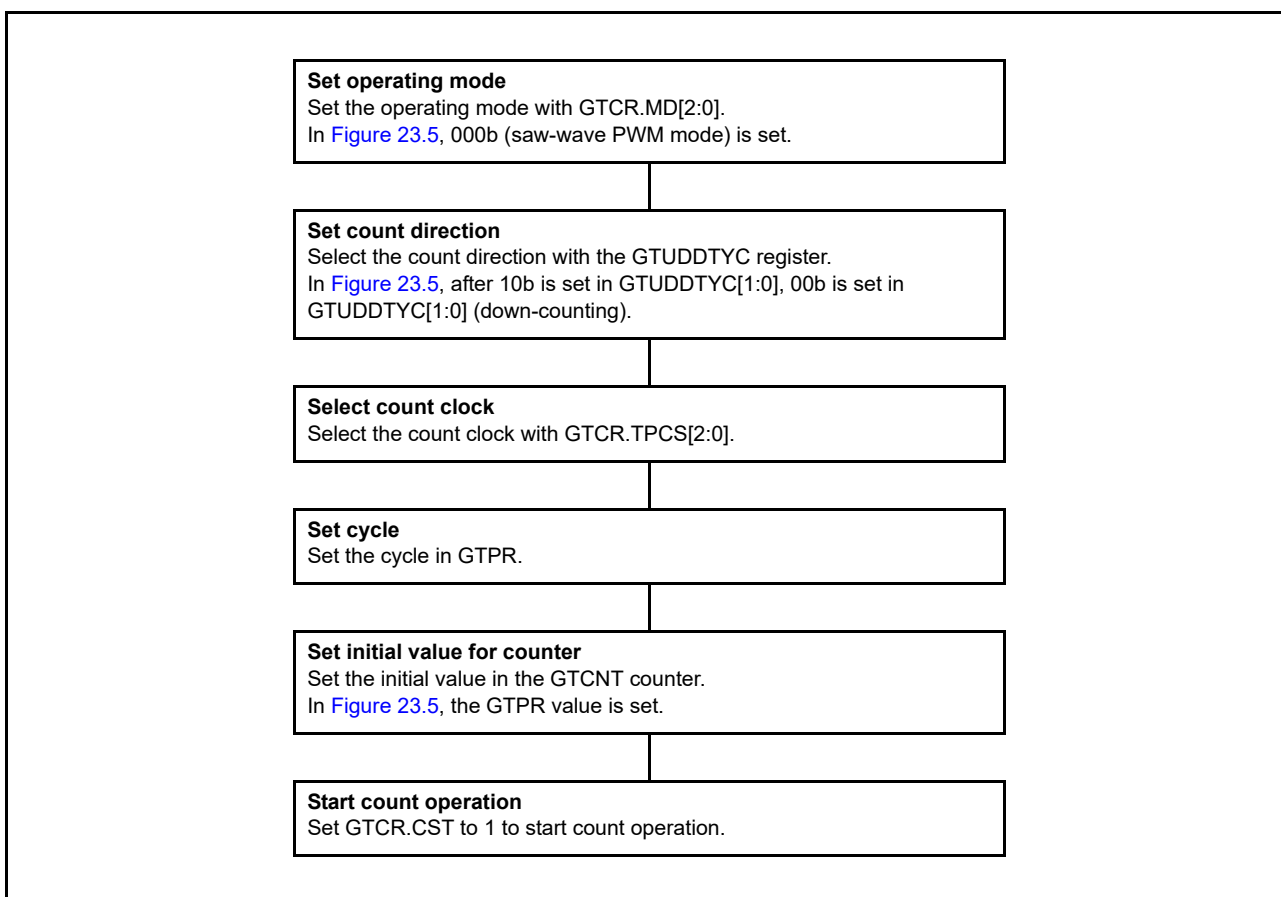 Set operating mode
Set the operating mode with GTCR.MD[2:0].
In Figure 23.5, 000b (saw-wave PWM mode) is set.
Set count direction
Select the count direction with the GTUDDTYC register.
In Figure 23.5, after 10b is set in GTUDDTYC[1:0], 00b is set in
GTUDDTYC[1:0] (down-counting).
Select count clock
Select the count clock with GTCR.TPCS[2:0].
Set cycle
Set the cycle in GTPR.
Set initial value for counter
Set the initial value in the GTCNT counter.
In Figure 23.5, the GTPR value is set.
Start count operation
Set GTCR.CST to 1 to start count operation.